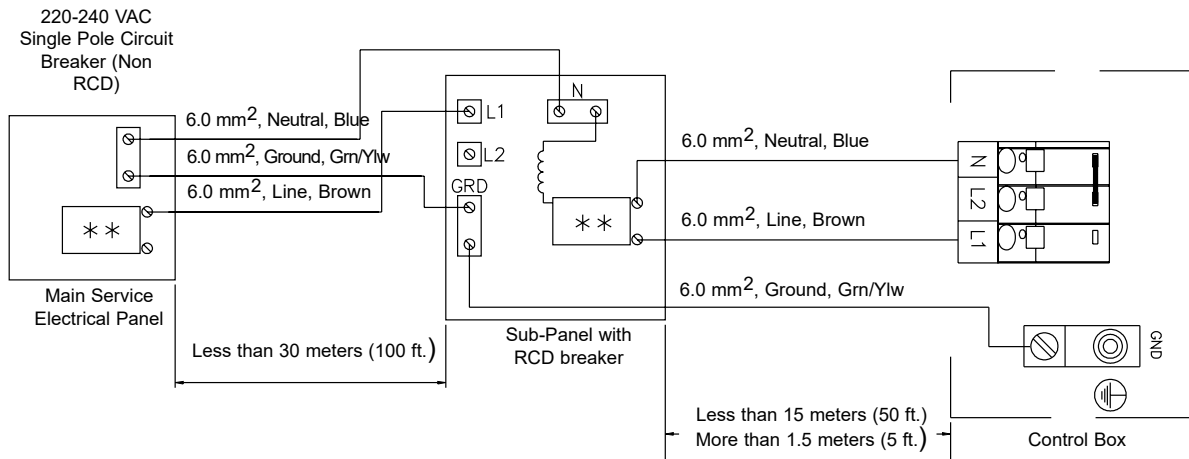 220-240 VAC
Single Pole Circuit
Breaker (Non
RCD)
6.0 mm², Neutral, Blue
6.0 mm², Ground, Grn/Ylw
6.0 mm², Line, Brown
**
Main Service
Electrical Panel
Less than 30 meters (100 ft.)
L1
N
L2
GRD
**
Sub-Panel with
RCD breaker
6.0 mm², Neutral, Blue
6.0 mm², Line, Brown
6.0 mm², Ground, Grn/Ylw
Less than 15 meters (50 ft.)
More than 1.5 meters (5 ft.)
N
L2
L1
GND
Control Box